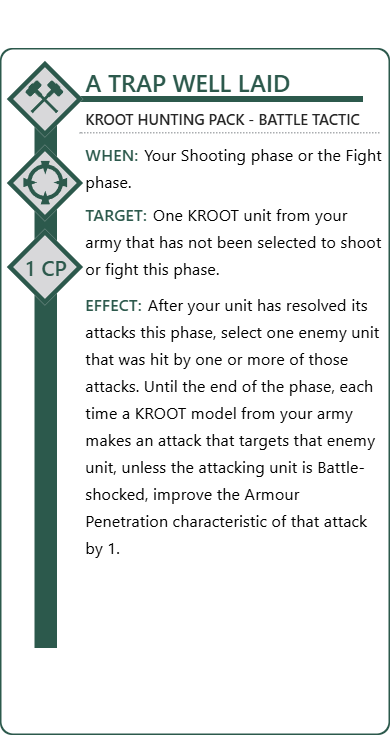 A TRAP WELL LAID
KROOT HUNTING PACK - BATTLE TACTIC
WHEN: Your Shooting phase or the Fight
phase.
TARGET: One KROOT unit from your
army that has not been selected to shoot
or fight this phase.
1 CP
EFFECT: After your unit has resolved its
attacks this phase, select one enemy unit
that was hit by one or more of those
attacks. Until the end of the phase, each
time a KROOT model from your army
makes an attack that targets that enemy
unit, unless the attacking unit is Battle-
shocked, improve the Armour
Penetration characteristic of that attack
by 1.